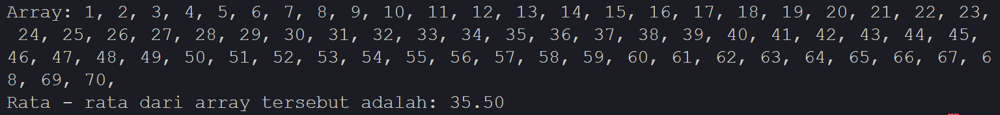 Array: 1, 2, 3, 4, 5, 6, 7, 8, 9, 10, 11, 12, 13, 14, 15, 16, 17, 18, 19, 20, 21, 22, 23,
24, 25, 26, 27, 28, 29, 30, 31, 32, 33, 34, 35, 36, 37, 38, 39, 40, 41, 42, 43, 44, 45,
46, 47, 48, 49, 50, 51, 52, 53, 54, 55, 56, 57, 58, 59, 60, 61, 62, 63, 64, 65, 66, 67, 6
8, 69, 70,
Rata - rata dari array tersebut adalah: 35.50